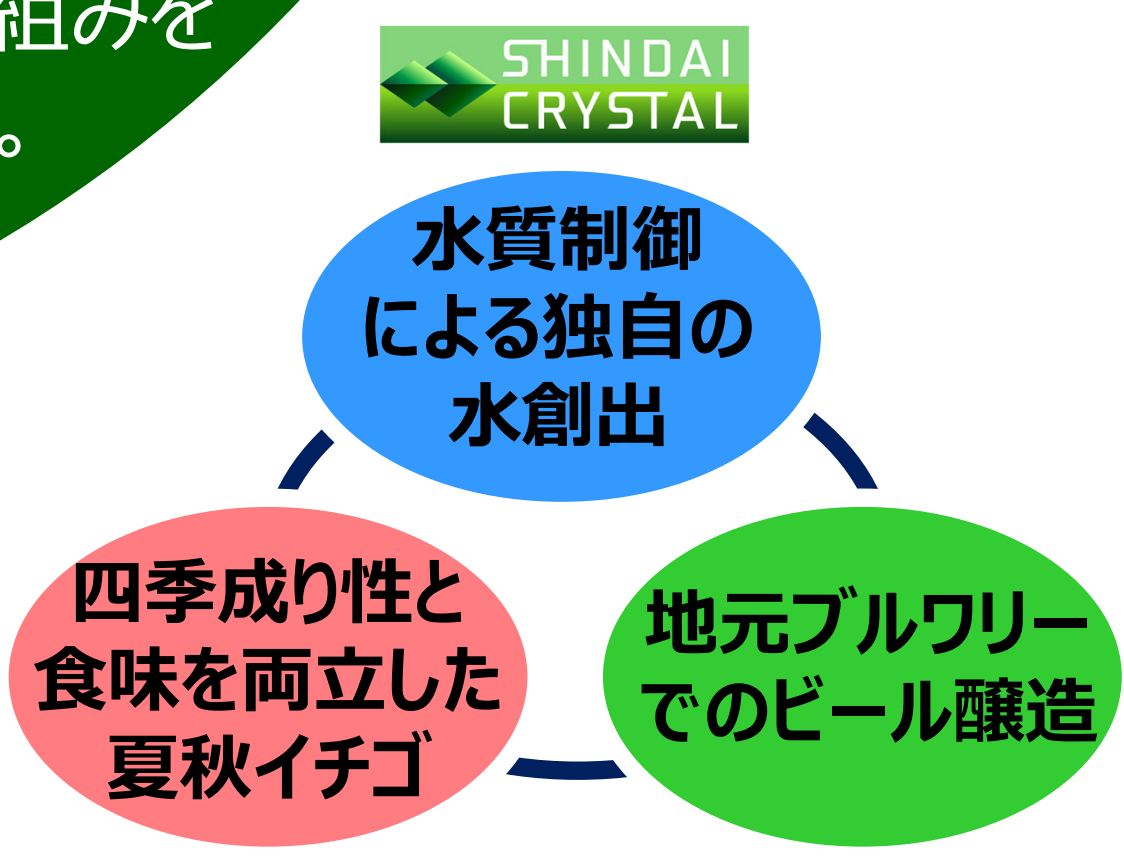 組みを
。
SHINDAI
CRYSTAL
水質制御
による独自の
水創出
四季成り性と
食味を両立した
夏秋イチゴ
地元ブルワリー
でのビール醸造